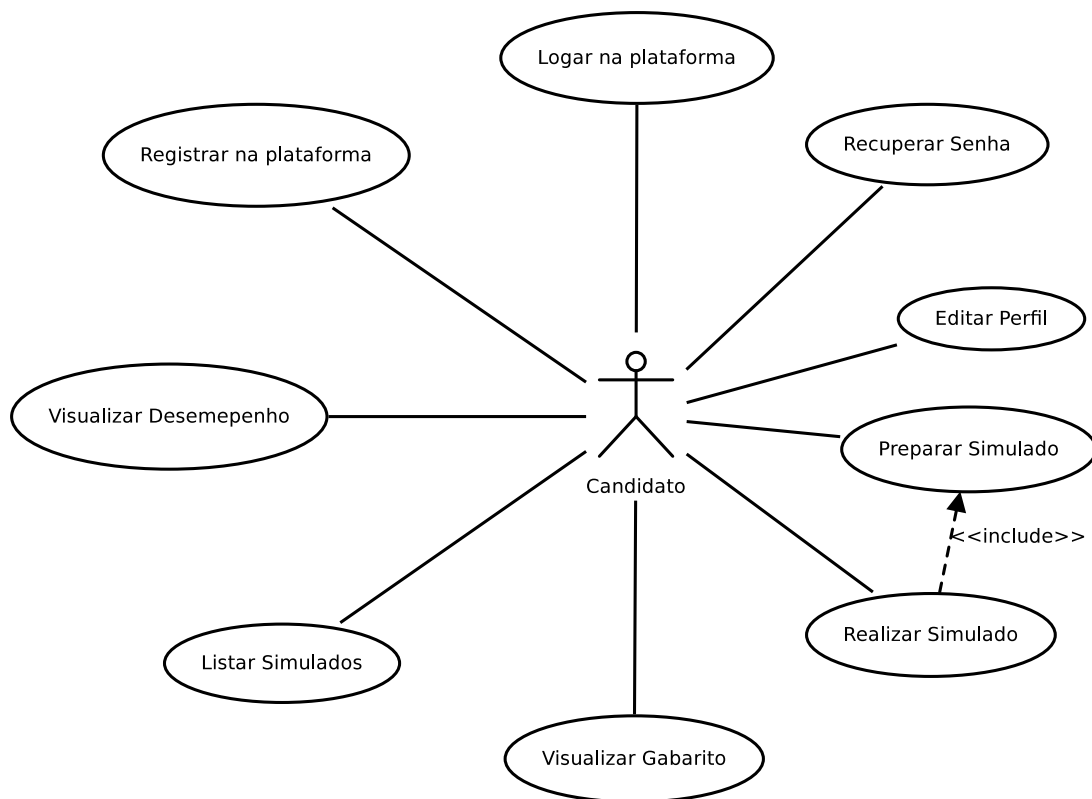 Logar na plataforma
Recuperar Senha
Registrar na plataforma
Editar Perfil
Visualizar Desemepenho
Preparar Simulado
Candidato
<<include>>
Realizar Simulado
Listar Simulados
Visualizar Gabarito